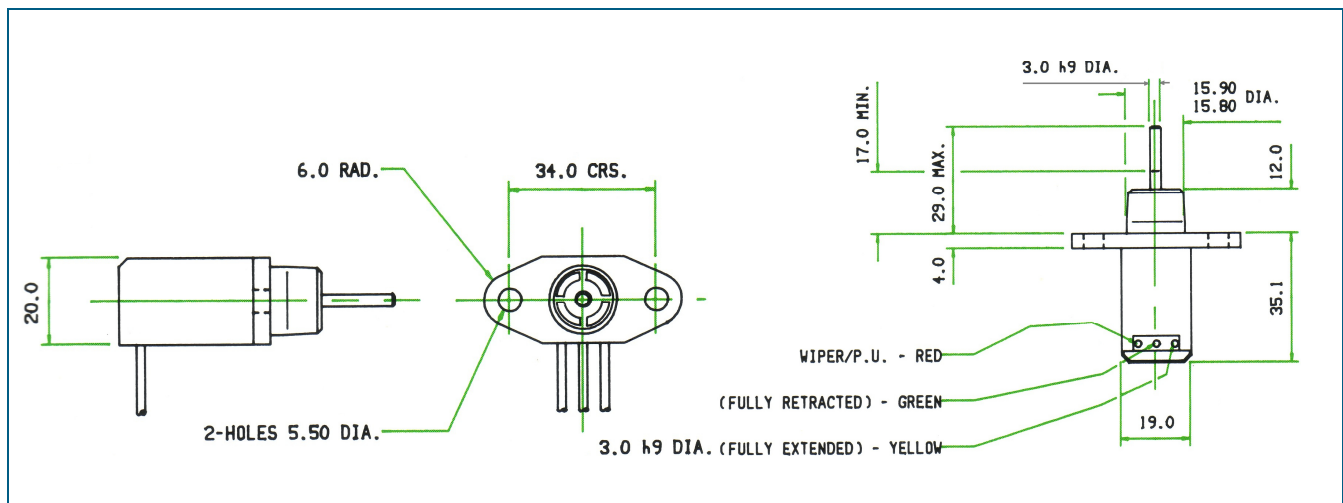 3.0 h9 DIA.
15.90
15.80 DIA.
17.0 MIN.
29.0 MAX.
12.0
6.0 RAD.
34.0 CRS.
20.0
4.0
35.1
WIPER/P.U. - RED
(FULLY RETRACTED) - GREEN
2-HOLES 5.50 DIA.
3.0 h9 DIA. (FULLY EXTENDED) - YELLOW
19.0